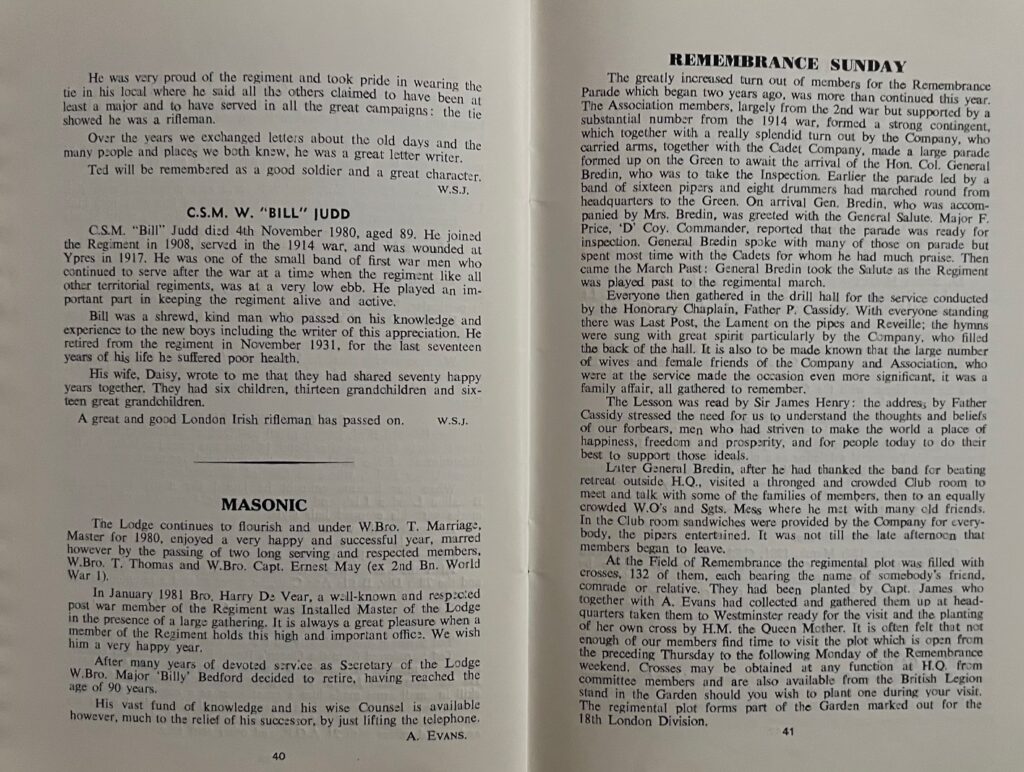 He was very proud of the regiment and took pride in wearing the
tie in his local where he said all the others claimed to have been at
least a major and to have served in all the great campaigns: the tie
showed he was a rifleman.
Over the years we exchanged letters about the old days and the
many people and places we both knew, he was a great letter writer.
Ted will be remembered as a good soldier and a great character.
W.S.J.
C.S.M. W. "BILL" JUDD
C.S.M. "Bill" Judd died 4th November 1980, aged 89. He joined
the Regiment in 1908, served in the 1914 war, and was wounded at
Ypres in 1917. He was one of the small band of first war men who
continued to serve after the war at a time when the regiment like all
other territorial regiments, was at a very low ebb. He played an im-
portant part in keeping the regiment alive and active.
Bill was a shrewd, kind man who passed on his knowledge and
experience to the new boys including the writer of this appreciation. He
retired from the regiment in November 1931, for the last seventeen
years of his life he suffered poor health.
His wife, Daisy, wrote to me that they had shared seventy happy
years together. They had six children, thirteen grandchildren and six-
teen great grandchildren.
A great and good London Irish rifleman has passed on. W.S.J.
MASONIC
The Lodge continues to flourish and under W.Bro. T. Marriage,
Master for 1980, enjoyed a very happy and successful year, marred
however by the passing of two long serving and respected members,
W.Bro. T. Thomas and W.Bro. Capt. Ernest May (ex 2nd Bn. World
War 1).
In January 1981 Bro. Harry De Vear, a well-known and respected
post war member of the Regiment was Installed Master of the Lodge
in the presence of a large gathering. It is always a great pleasure when a
member of the Regiment holds this high and important office. We wish
him a very happy year.
After many years of devoted service as Secretary of the Lodge
W.Bro. Major 'Billy' Bedford decided to retire, having reached the
age of 90 years.
His vast fund of knowledge and his wise Counsel is available
however, much to the relief of his successor, by just lifting the telephone.
A. EVANS.
40
REMEMBRANCE SUNDAY
The greatly increased turn out of members for the Remembrance
Parade which began two years ago, was more than continued this year.
The Association members, largely from the 2nd war but supported by a
substantial number from the 1914 war, formed a strong contingent,
which together with a really splendid turn out by the Company, who
carried arms, together with the Cadet Company, made a large parade
formed up on the Green to await the arrival of the Hon. Col. General
Bredin, who was to take the Inspection. Earlier the parade led by a
band of sixteen pipers and eight drummers had marched round from
headquarters to the Green. On arrival Gen. Bredin, who was accom-
panied by Mrs. Bredin, was greeted with the General Salute. Major F.
Price, 'D' Coy. Commander, reported that the parade was ready for
inspection. General Bredin spoke with many of those on parade but
spent most time with the Cadets for whom he had much praise. Then
came the March Past: General Bredin took the Salute as the Regiment
was played past to the regimental march.
Everyone then gathered in the drill hall for the service conducted
by the Honorary Chaplain, Father P. Cassidy. With everyone standing
there was Last Post, the Lament on the pipes and Reveille; the hymns
were sung with great spirit particularly by the Company, who filled
the back of the hall. It is also to be made known that the large number
of wives and female friends of the Company and Association, who
were at the service made the occasion even more significant, it was a
family affair, all gathered to remember.
The Lesson was read by Sir James Henry: the address by Father
Cassidy stressed the need for us to understand the thoughts and beliefs
of our forbears, men who had striven to make the world a place of
happiness, freedom and prosperity, and for people today to do their
best to support those ideals.
Later General Bredin, after he had thanked the band for beating
retreat outside H.Q., visited a thronged and crowded Club room to
meet and talk with some of the families of members, then to an equally
crowded W.O's and Sgts. Mess where he met with many old friends.
In the Club room sandwiches were provided by the Company for every-
body, the pipers entertained. It was not till the late afternoon that
members began to leave.
At the Field of Remembrance the regimental plot was filled with
crosses, 132 of them, each bearing the name of somebody's friend,
comrade or relative. They had been planted by Capt. James who
together with A. Evans had collected and gathered them up at head-
quarters taken them to Westminster ready for the visit and the planting
of her own cross by H.M. the Queen Mother. It is often felt that not
enough of our members find time to visit the plot which is open from
the preceding Thursday to the following Monday of the Remembrance
weekend. Crosses may be obtained at any function at H.Q. from
committee members and are also available from the British Legion
stand in the Garden should you wish to plant one during your visit.
The regimental plot forms part of the Garden marked out for the
18th London Division.
41